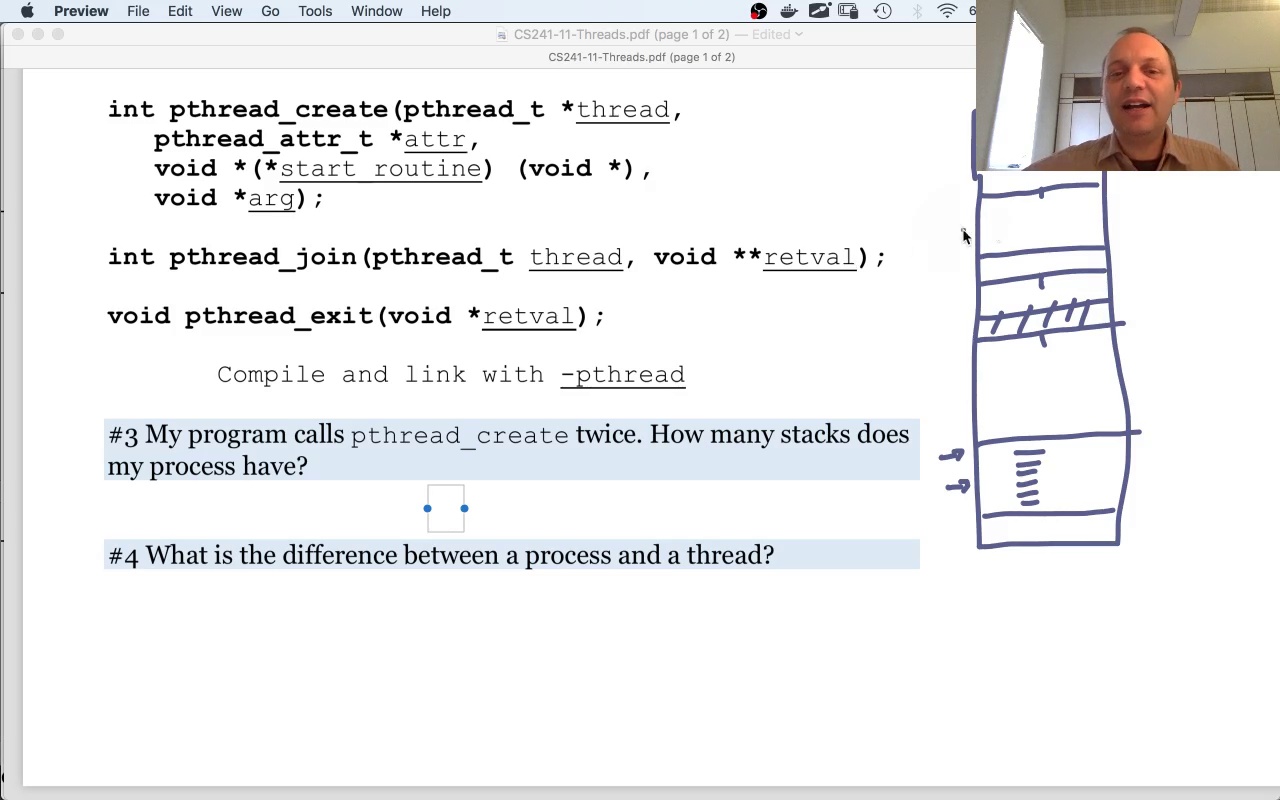 Preview File Edit View Go Tools Window Help 6
CS241-11-Threads.pdf (page 1 of 2) — Edited
CS241-11-Threads.pdf (page 1 of 2)
int pthread_create(pthread_t *thread,
pthread_attr_t *attr,
void *(*start_routine) (void *),
void *arg);
int pthread_join(pthread_t thread, void **retval);
void pthread_exit(void *retval);
Compile and link with -pthread
#3 My program calls pthread_create twice. How many stacks does
my process have?
#4 What is the difference between a process and a thread?